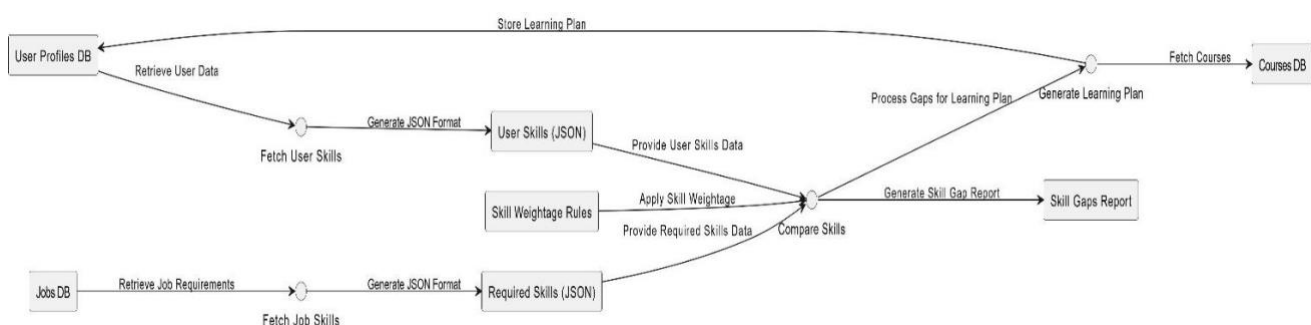 Store Learning Plan
User Profiles DB
Fetch Courses
Courses DB
Retrieve User Data
Generate Learning Plan
Process Gaps for Learning Plan
Generate JSON Format
User Skills (JSON)
Fetch User Skills
Provide User Skills Data
Generate Skill Gap Report
Skill Gaps Report
Apply Skill Weightage
Skill Weightage Rules
Compare Skills
Provide Required Skills Data
Jobs DB
Retrieve Job Requirements
Generate JSON Format
Required Skills (JSON)
Fetch Job Skills